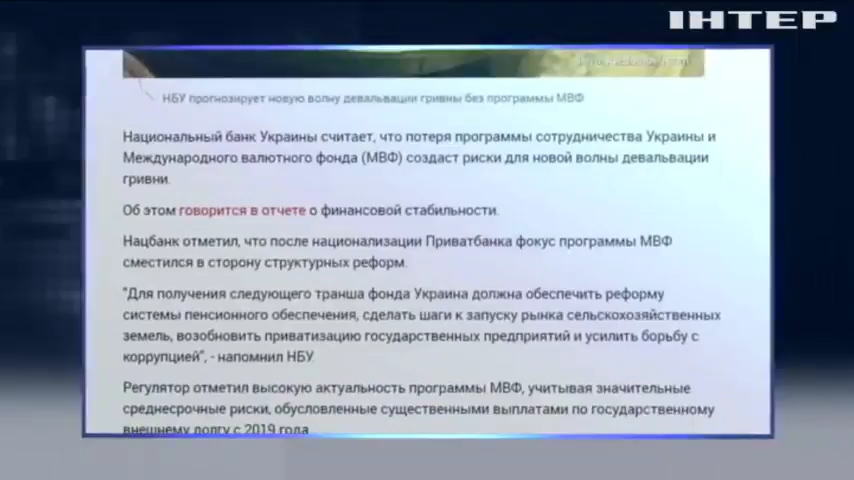 ІНТЕР
НБУ прогнозирует новую волну девальвации гривны без программы МВФ
Национальный банк Украины считает, что потеря программы сотрудничества Украины и
Международного валютного фонда (МВФ) создаст риски для новой волны девальвации
гривни.
Об этом говорится в отчете о финансовой стабильности.
Нацбанк отметил, что после национализации Приватбанка фокус программы МВФ
сместился в сторону структурных реформ.
"Для получения следующего транша фонда Украина должна обеспечить реформу
системы пенсионного обеспечения, сделать шаги к запуску рынка сельскохозяйственных
земель, возобновить приватизацию государственных предприятий и усилить борьбу с
коррупцией", - напомнил НБУ
Регулятор отметил высокую актуальность программы МВФ, учитывая значительные
среднесрочные риски, обусловленные существенными выплатами по государственному
внешнему долгу с 2019 года